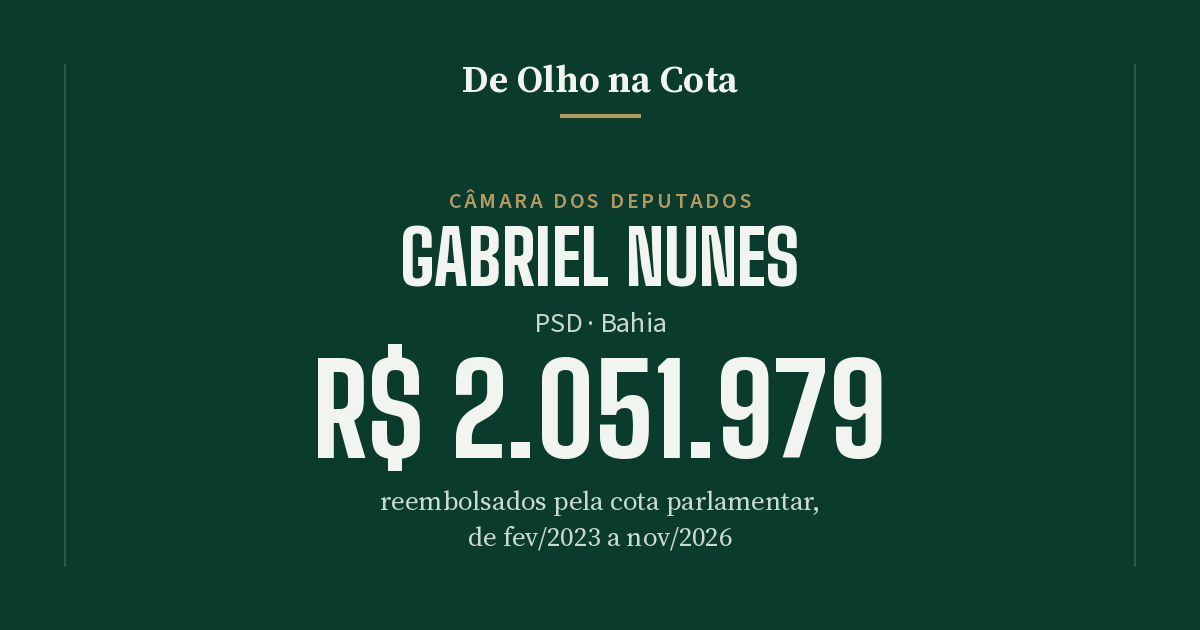 De Olho na Cota
CÂMARA DOS DEPUTADOS
GABRIEL NUNES
PSD · Bahia
R$ 2.051.979
reembolsados pela cota parlamentar,
de fev/2023 a nov/2026